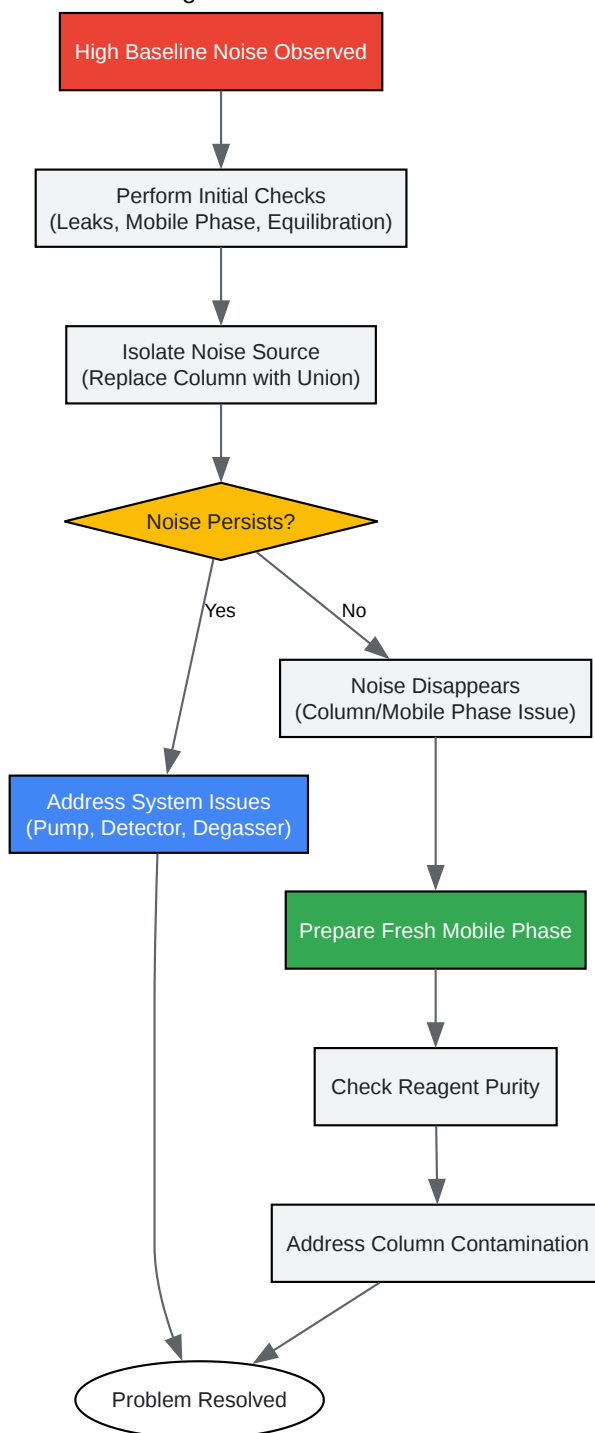 High Baseline Noise Observed
Perform Initial Checks
(Leaks, Mobile Phase, Equilibration)
Isolate Noise Source
(Replace Column with Union)
Noise Persists?
Yes
No
Noise Disappears
(Column/Mobile Phase Issue)
Address System Issues
(Pump, Detector, Degasser)
Prepare Fresh Mobile Phase
Check Reagent Purity
Address Column Contamination
Problem Resolved